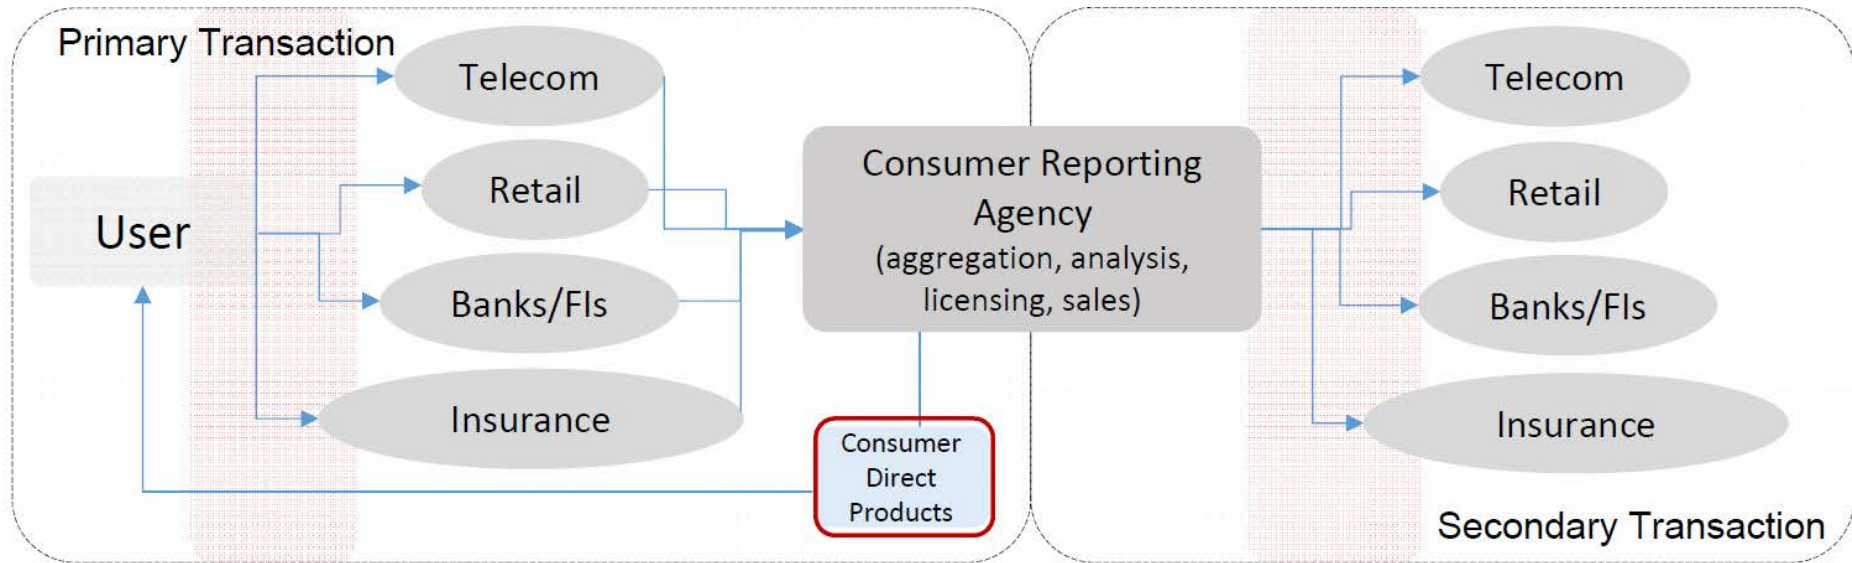 Primary Transaction
User
Telecom
Retail
Banks/FIs
Insurance
Consumer Reporting
Agency
(aggregation, analysis,
licensing, sales)
Consumer
Direct
Products
Telecom
Retail
Banks/FIs
Insurance
Secondary Transaction